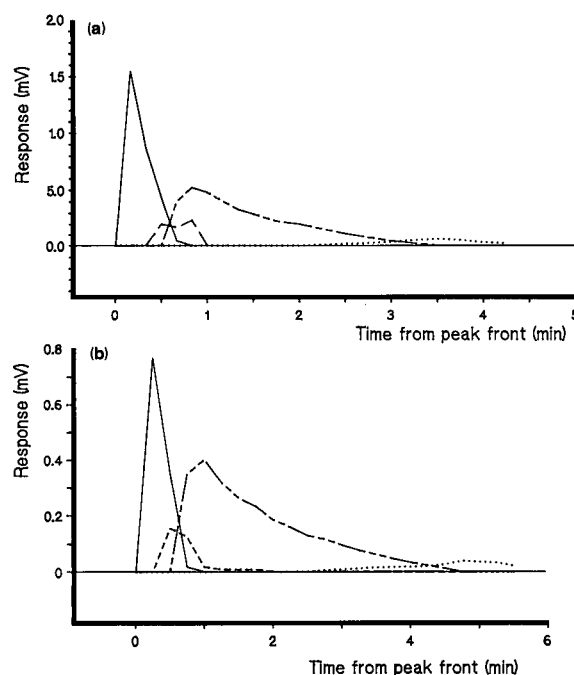 (a)
2.0
1.5
1.0
5.0
0.0
Response (mV)
0 1 2 3 4 5
Time from peak front (min)
(b)
0.8
0.6
0.4
0.2
0
Response (mV)
0 2 4 6
Time from peak front (min)